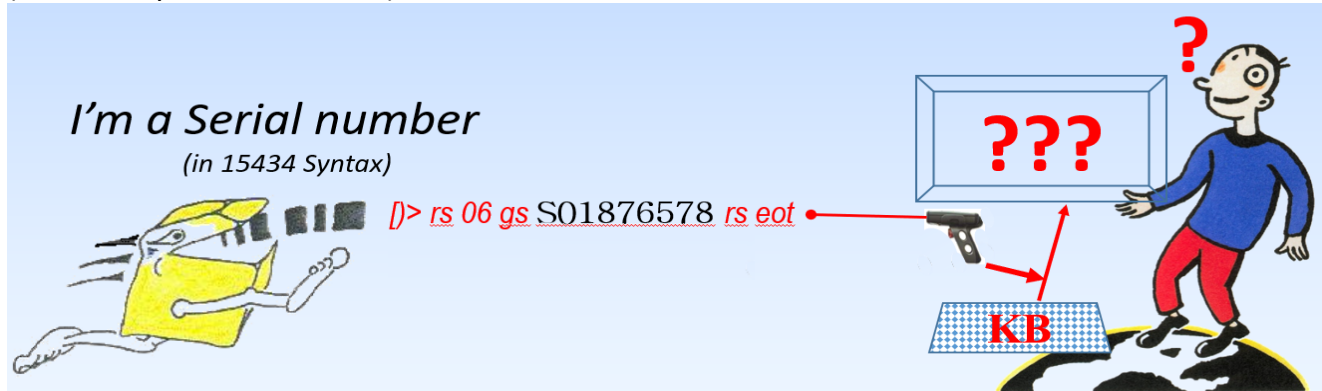 I'm a Serial number
(in 15434 Syntax)
[)> rs 06 gs S01876578 rs eot
???
?
KB